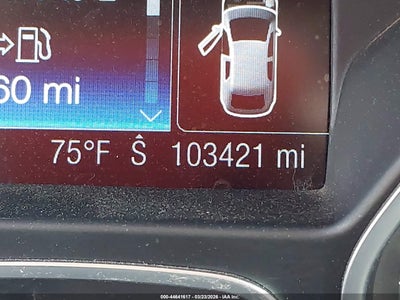 60 mi
75°F S 103421 mi
000-44641617 - 03/23/2026 - IAA Inc.